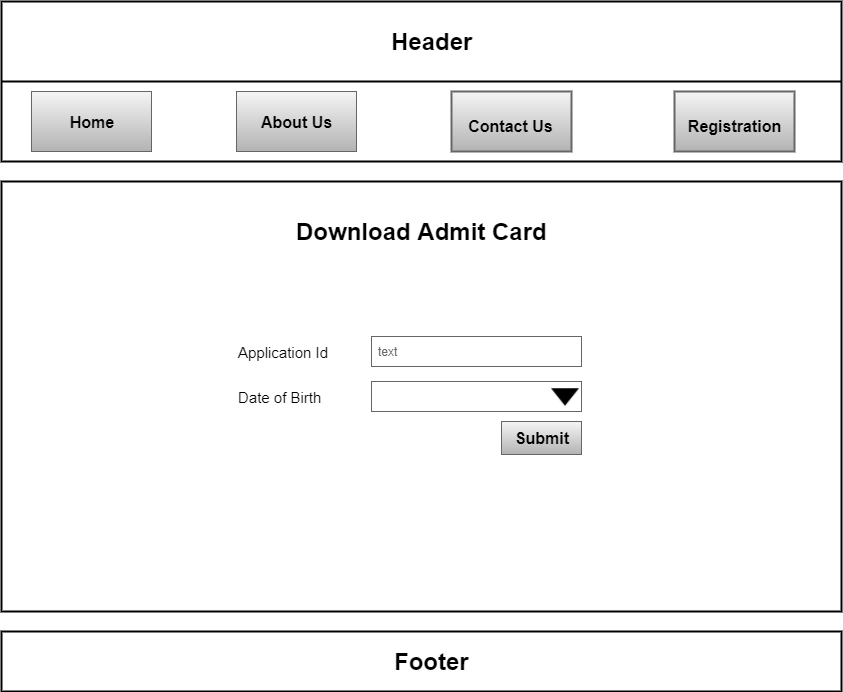 Header
Home
About Us
Contact Us
Registration
Download Admit Card
Application Id
text
Date of Birth
Submit
Footer